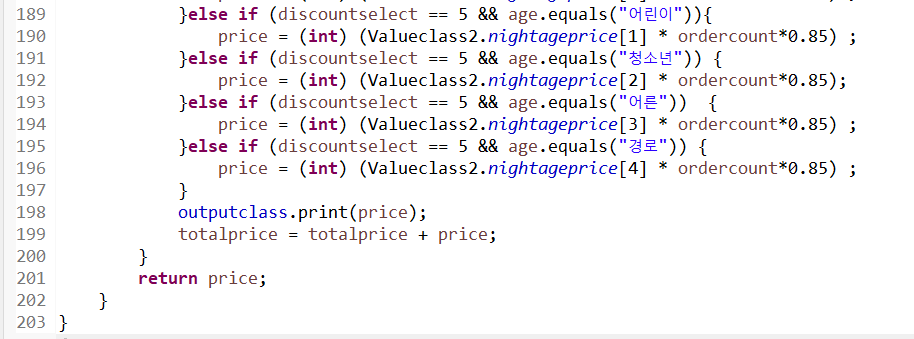 189 }else if (discountselect == 5 && age.equals("어린이")){
190 price = (int) (Valueclass2.nightageprice[1] * ordercount*0.85) ;
191 }else if (discountselect == 5 && age.equals("청소년")) {
192 price = (int) (Valueclass2.nightageprice[2] * ordercount*0.85);
193 }else if (discountselect == 5 && age.equals("어른"))  {
194 price = (int) (Valueclass2.nightageprice[3] * ordercount*0.85) ;
195 }else if (discountselect == 5 && age.equals("경로")) {
196 price = (int) (Valueclass2.nightageprice[4] * ordercount*0.85) ;
197 }
198 outputclass.print(price);
199 totalprice = totalprice + price;
200 }
201 return price;
202 }
203 }